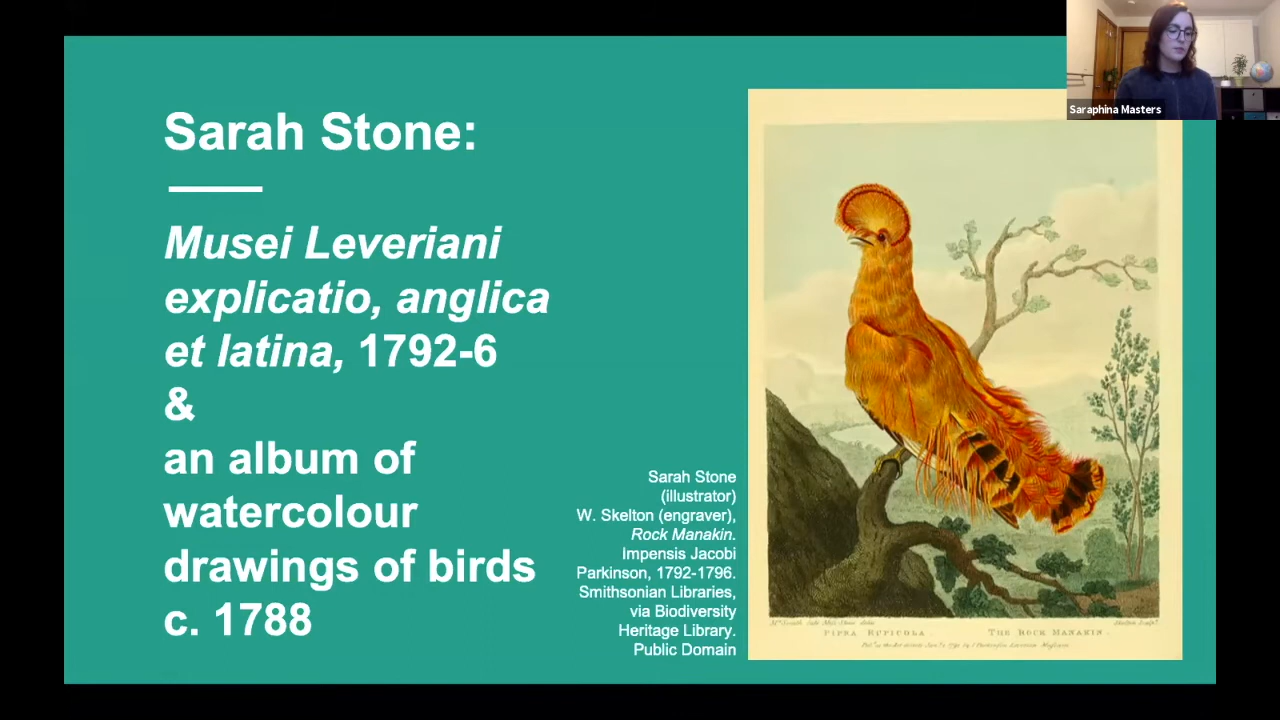 Saraphina Masters
Sarah Stone:
Musei Leveriani
explicatio, anglica
et latina, 1792-6
&
an album of
watercolour
drawings of birds
c. 1788
Sarah Stone
(illustrator)
W. Skelton (engraver),
Rock Manakin.
Impensis Jacobi
Parkinson, 1792-1796.
Smithsonian Libraries,
via Biodiversity
Heritage Library.
Public Domain
PIPRA RUPICOLA. THE ROCK MANAKIN.